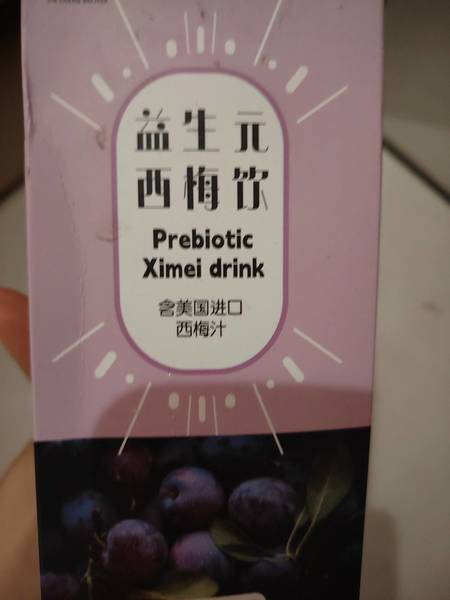 益生元
西梅饮
Prebiotic
Ximei drink
含美国进口
西梅汁